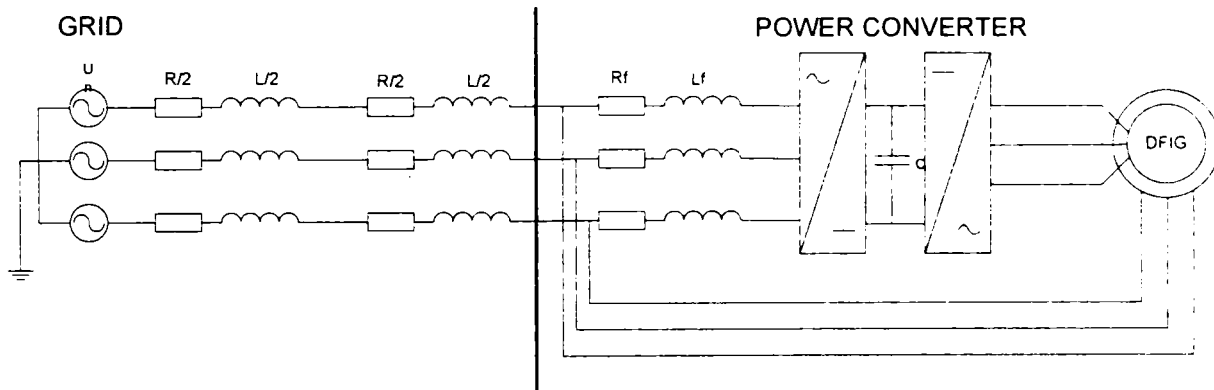 GRID
POWER CONVERTER
U
n
R/2
L/2
R/2
L/2
Rf
Lf
DFIG